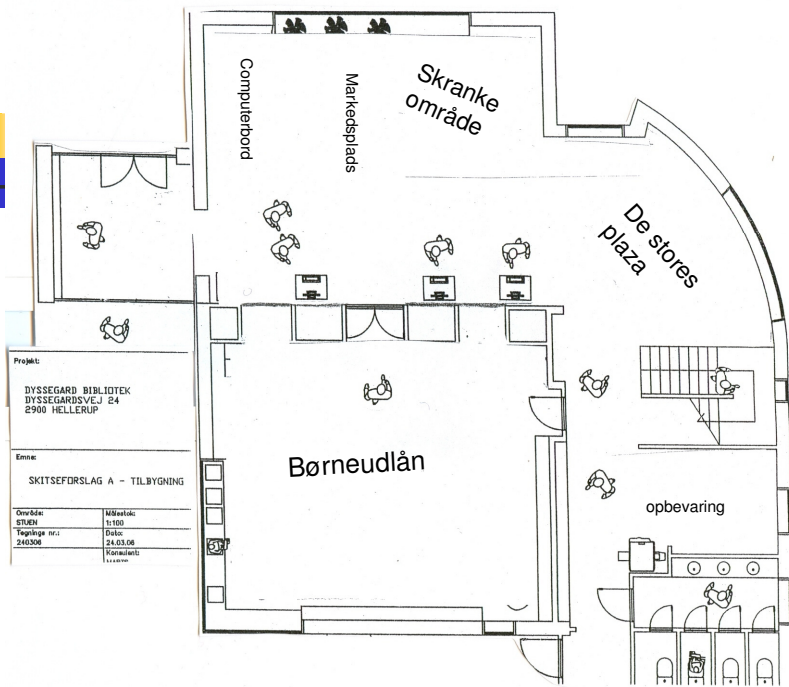 Computerbord
Markedsplads
Skranke
område
De stores
plaza
Børneudlån
opbevaring
Projekt:
DYSSEGARD BIBLIOTEK
DYSSEGARDSVEJ 24
2900 HELLERUP
Emne:
SKITSEFORSLAG A - TILBYGNING
Område:
STUEN
Målestok:
1:100
Tegnings nr.:
240306
Dato:
24.03.06
Konsulent: